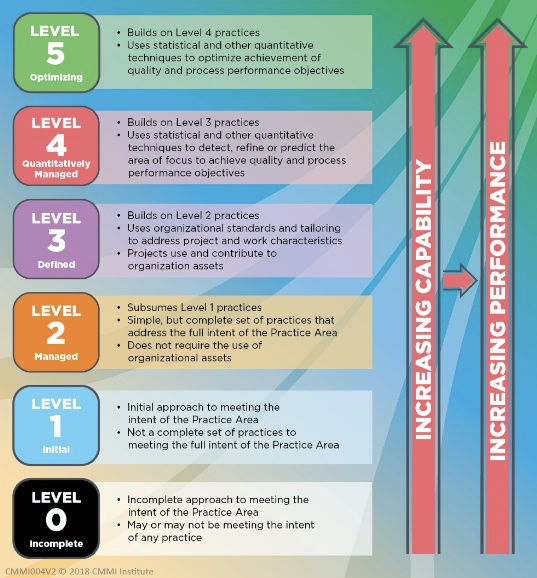 LEVEL
5
Optimizing
• Builds on Level 4 practices
• Uses statistical and other quantitative
techniques to optimize achievement of
quality and process performance objectives
LEVEL
4
Quantitatively
Managed
• Builds on Level 3 practices
• Uses statistical and other quantitative
techniques to detect, refine or predict the
area of focus to achieve quality and process
performance objectives
LEVEL
3
Defined
• Builds on Level 2 practices
• Uses organizational standards and tailoring
to address project and work characteristics
• Projects use and contribute to
organization assets
LEVEL
2
Managed
• Subsumes Level 1 practices
• Simple, but complete set of practices that
address the full intent of the Practice Area
• Does not require the use of
organizational assets
LEVEL
1
Initial
• Initial approach to meeting the
intent of the Practice Area
• Not a complete set of practices to
meeting the full intent of the Practice Area
LEVEL
0
Incomplete
• Incomplete approach to meeting the
intent of the Practice Area
• May or may not be meeting the intent
of any practice
INCREASING CAPABILITY
INCREASING PERFORMANCE
CMMI004V2 © 2018 CMMI Institute